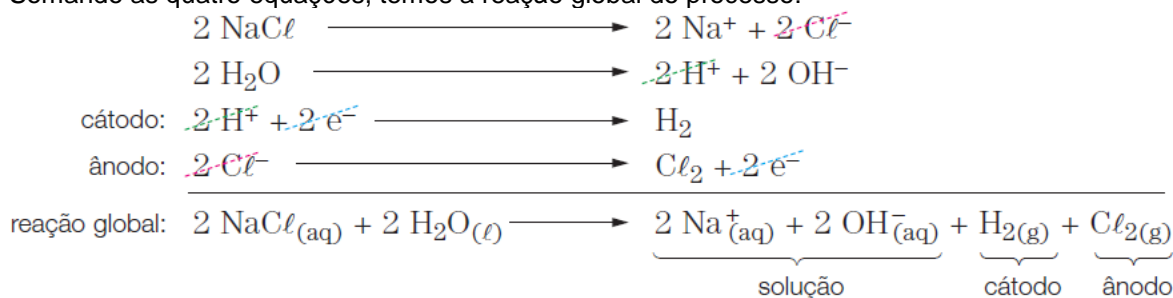 Somando as quatro equações, temos a reação global do processo:
2 NaCℓ ⟶ 2 Na⁺ + 2 Cℓ⁻
2 H₂O ⟶ 2 H⁺ + 2 OH⁻
cátodo: 2 H⁺ + 2 e⁻ ⟶ H₂
ânodo: 2 Cℓ⁻ ⟶ Cℓ₂ + 2 e⁻
reação global: 2 NaCℓ(aq) + 2 H₂O(ℓ) ⟶ 2 Na⁺(aq) + 2 OH⁻(aq) + H₂(g) + Cℓ₂(g)
solução cátodo ânodo